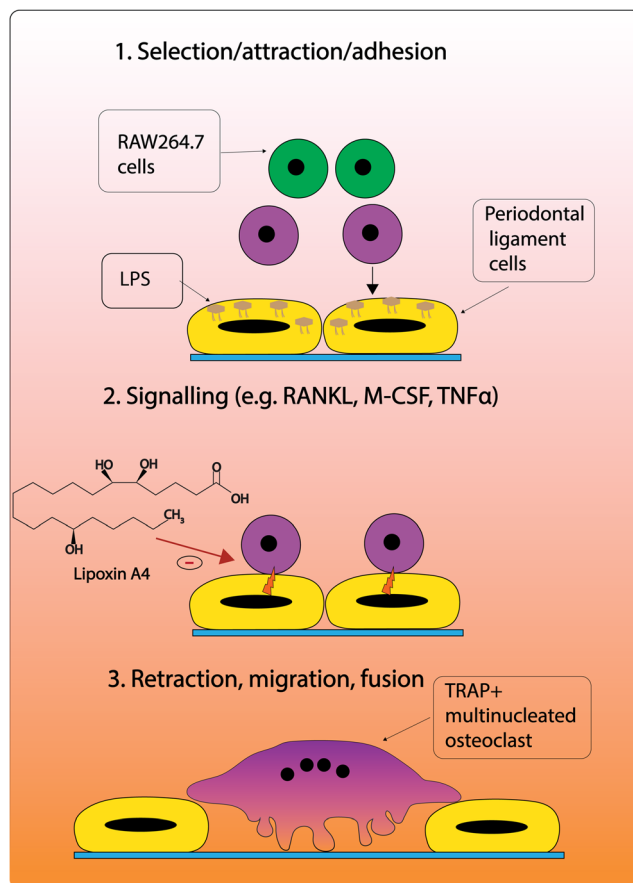 1. Selection/attraction/adhesion
RAW264.7
cells
Periodontal
ligament
cells
LPS
2. Signalling (e.g. RANKL, M-CSF, TNFα)
HO
OH
O
OH
CH3
OH
Lipoxin A4
−
3. Retraction, migration, fusion
TRAP+
multinucleated
osteoclast